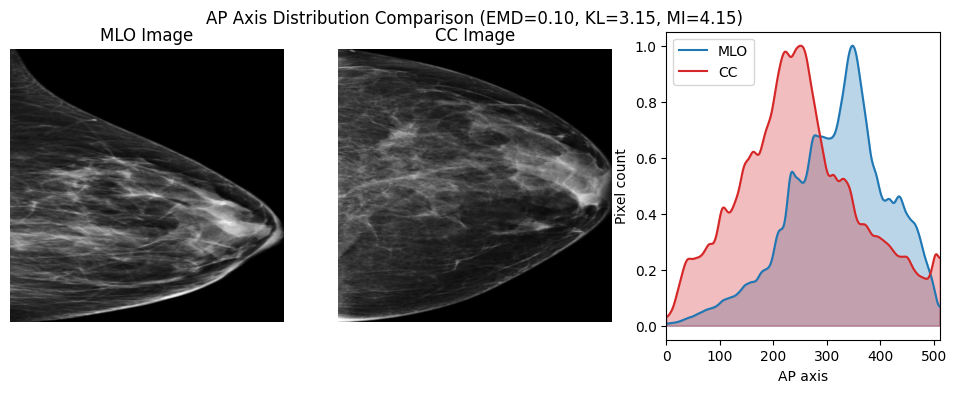 AP Axis Distribution Comparison (EMD=0.10, KL=3.15, MI=4.15)
MLO Image
CC Image
MLO
CC
Pixel count
1.0
0.8
0.6
0.4
0.2
0.0
0 100 200 300 400 500
AP axis